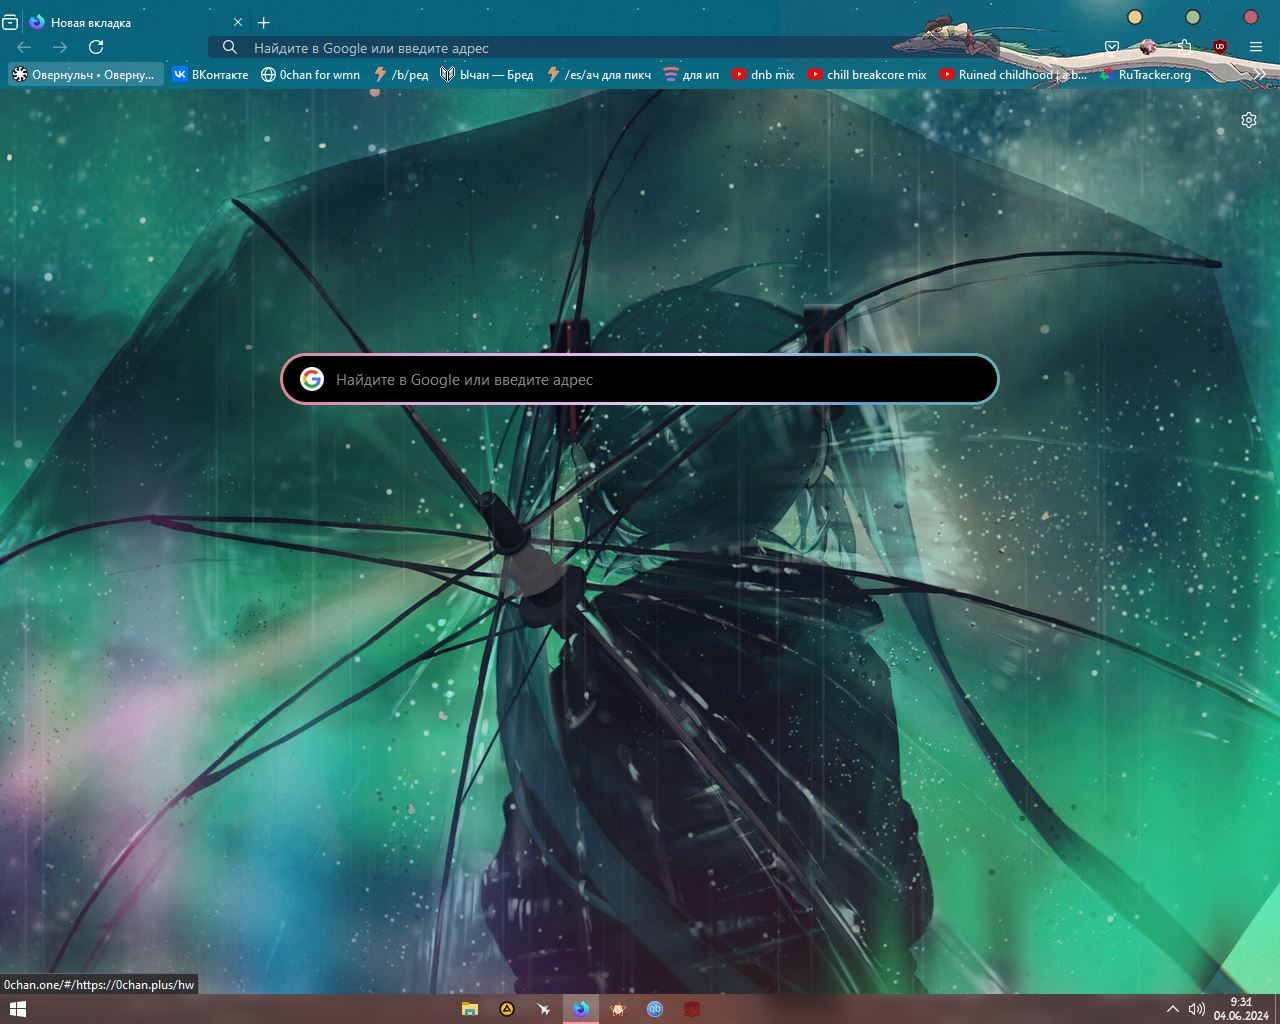 Новая вкладка
Найдите в Google или введите адрес
Овернульч • Оверну...
ВКонтакте
0chan for wmn
/b/ред
Ычан — Бред
/es/ач для пикч
для ип
dnb mix
chill breakcore mix
Ruined childhood | a b...
RuTracker.org
Найдите в Google или введите адрес
0chan.one/#/https://0chan.plus/hw
qb
9:31
04.06.2024